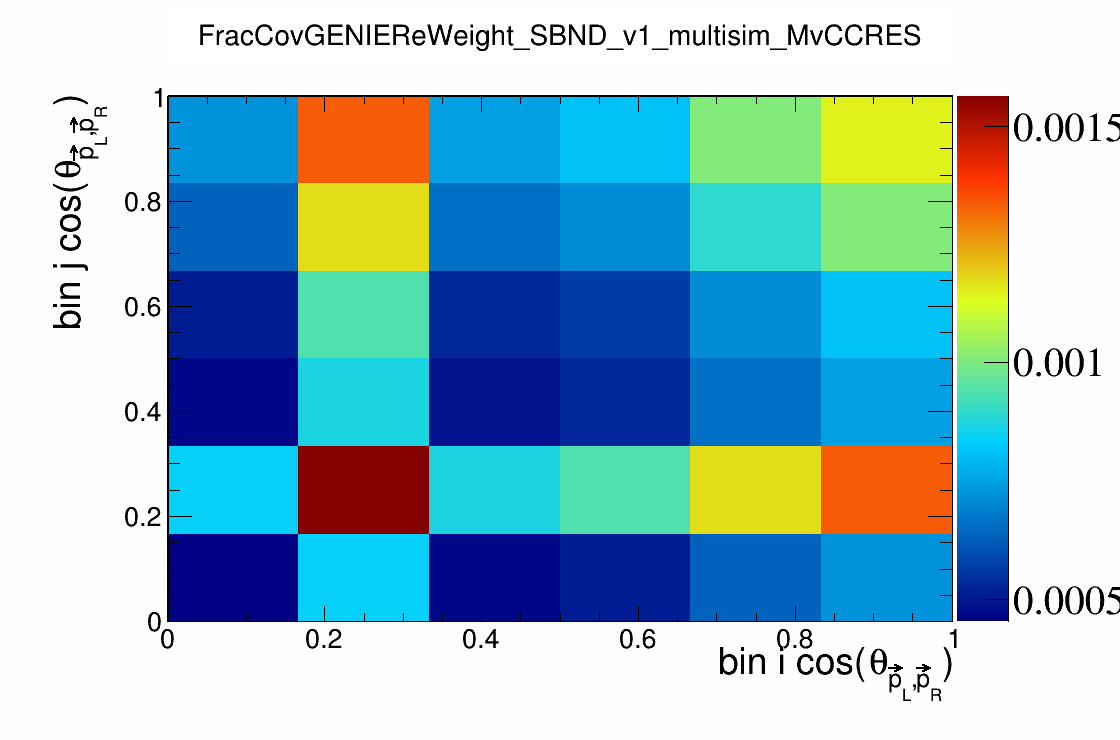 FracCovGENIEReWeight_SBND_v1_multisim_MvCCRES
bin j cos(θp⃗L,p⃗R)
1
0.8
0.6
0.4
0.2
0
0 0.2 0.4 0.6 0.8 1
bin i cos(θp⃗L,p⃗R)
0.0015
0.001
0.0005